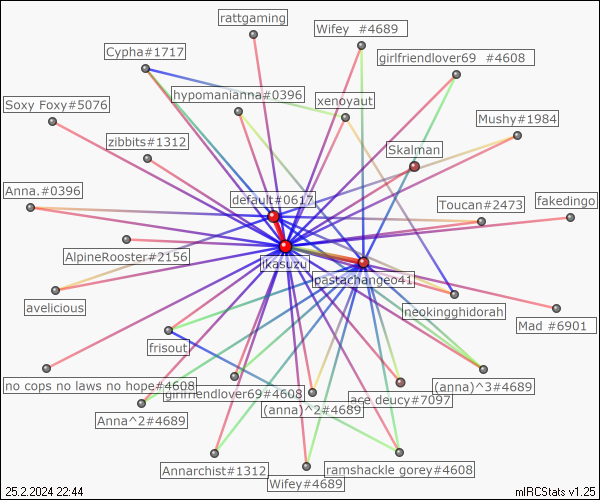 rattgaming
Wifey #4689
Cypha#1717
girlfriendlover69 #4608
hypomanianna#0396
xenoyaut
Soxy Foxy#5076
Mushy#1984
zibbits#1312
Skalman
Anna.#0396
default#0617
Toucan#2473
fakedingo
AlpineRooster#2156
ikasuzu
pastachangeo41
avelicious
neokingghidorah
Mad #6901
frisout
no cops no laws no hope#4608
girlfriendlover69#4608
ace deucy#7097
(anna)^3#4689
Anna^2#4689
(anna)^2#4689
Annarchist#1312
Wifey#4689
ramshackle gorey#4608
25.2.2024 22:44
mIRCStats v1.25